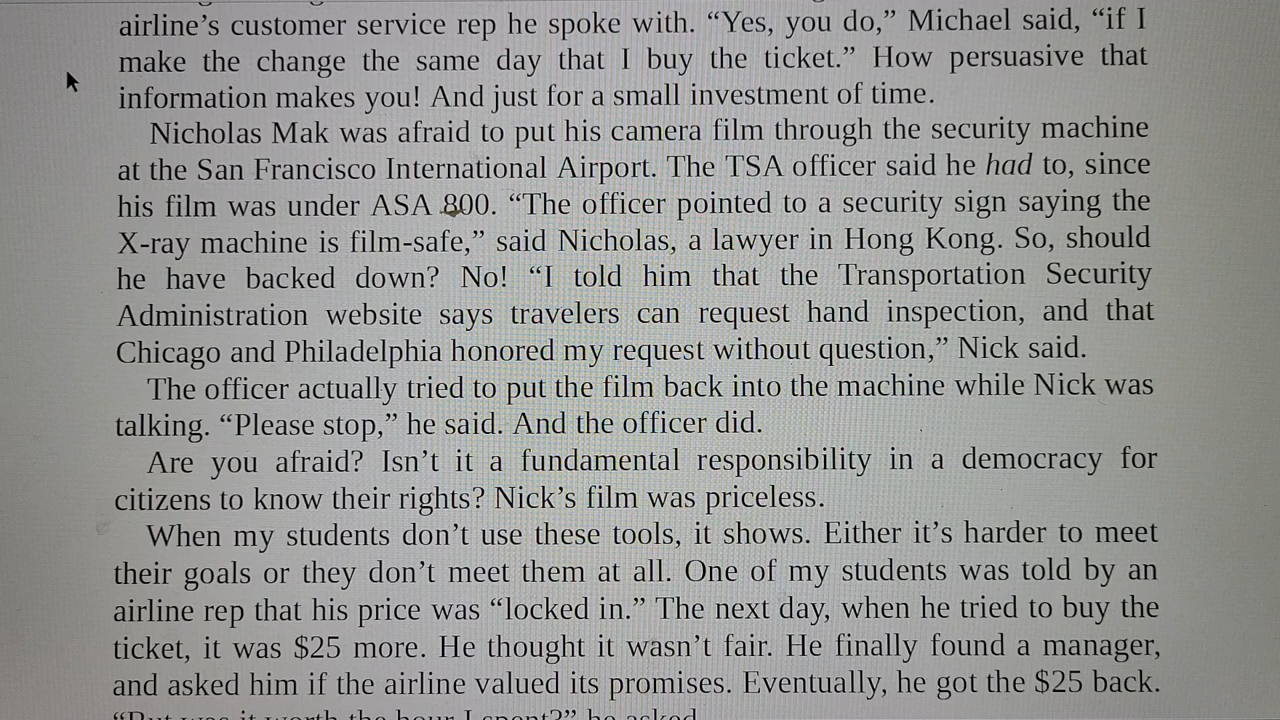 airline’s customer service rep he spoke with. “Yes, you do,” Michael said, “if I
make the change the same day that I buy the ticket.” How persuasive that
information makes you! And just for a small investment of time.
Nicholas Mak was afraid to put his camera film through the security machine
at the San Francisco International Airport. The TSA officer said he had to, since
his film was under ASA 800. “The officer pointed to a security sign saying the
X-ray machine is film-safe,” said Nicholas, a lawyer in Hong Kong. So, should
he have backed down? No! “I told him that the Transportation Security
Administration website says travelers can request hand inspection, and that
Chicago and Philadelphia honored my request without question,” Nick said.
The officer actually tried to put the film back into the machine while Nick was
talking. “Please stop,” he said. And the officer did.
Are you afraid? Isn’t it a fundamental responsibility in a democracy for
citizens to know their rights? Nick’s film was priceless.
When my students don’t use these tools, it shows. Either it’s harder to meet
their goals or they don’t meet them at all. One of my students was told by an
airline rep that his price was “locked in.” The next day, when he tried to buy the
ticket, it was $25 more. He thought it wasn’t fair. He finally found a manager,
and asked him if the airline valued its promises. Eventually, he got the $25 back.
“But was it worth the hour I spent?” he asked.